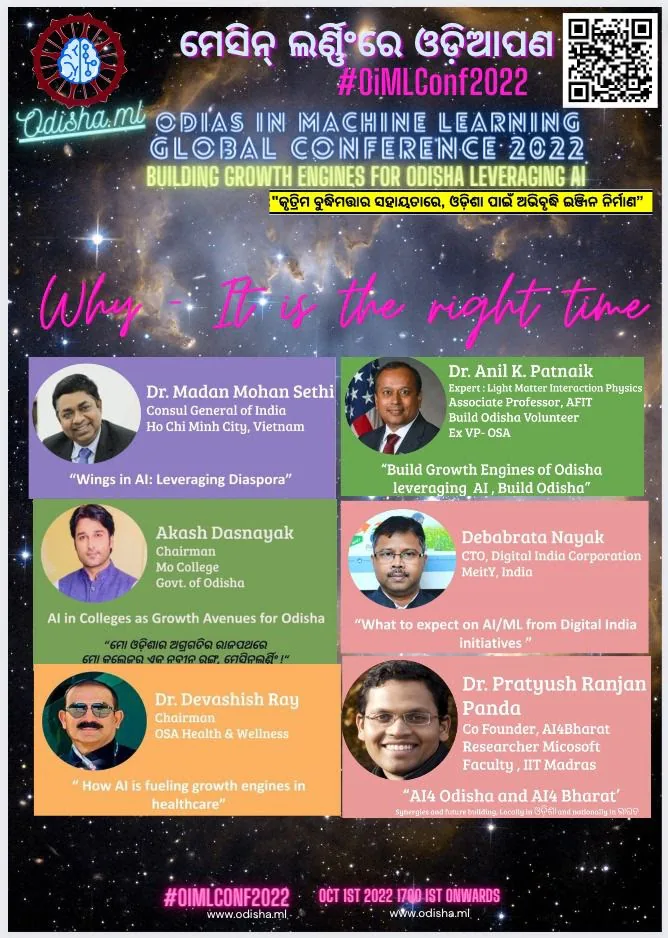 ମେସିନ୍ ଲର୍ଣ୍ଣିଂରେ ଓଡ଼ିଆପଣ
#OiMLConf2022
Odisha.ml
ODIAS IN MACHINE LEARNING
GLOBAL CONFERENCE 2022
BUILDING GROWTH ENGINES FOR ODISHA LEVERAGING AI
"କୃତ୍ରିମ ବୁଦ୍ଧିମତ୍ତାର ସହାୟତାରେ, ଓଡ଼ିଶା ପାଇଁ ଅଭିବୃଦ୍ଧି ଇଞ୍ଜିନ ନିର୍ମାଣ”
Why - It is the right time
Dr. Madan Mohan Sethi
Consul General of India
Ho Chi Minh City, Vietnam
“Wings in AI: Leveraging Diaspora”
Dr. Anil K. Patnaik
Expert : Light Matter Interaction Physics
Associate Professor, AFIT
Build Odisha Volunteer
Ex VP- OSA
“Build Growth Engines of Odisha
leveraging AI , Build Odisha”
Akash Dasnayak
Chairman
Mo College
Govt. of Odisha
AI in Colleges as Growth Avenues for Odisha
“ମୋ ଓଡ଼ିଶାର ଅଗ୍ରଗତିର ରାଜପଥରେ
ମୋ କଲେଜର ଏକ ନବୀନ ରଙ୍ଗ, ମେସିନଲର୍ଣ୍ଣିଂ !“
Debabrata Nayak
CTO, Digital India Corporation
MeitY, India
“What to expect on AI/ML from Digital India
initiatives ”
Dr. Devashish Ray
Chairman
OSA Health & Wellness
“ How AI is fueling growth engines in
healthcare”
Dr. Pratyush Ranjan
Panda
Co Founder, AI4Bharat
Researcher Micosoft
Faculty , IIT Madras
“AI4 Odisha and AI4 Bharat’
Synergies and future building, Locally in ଓଡ଼ିଶା and nationally in ଭାରତ
#OIMLCONF2022
www.odisha.ml
OCT 1ST 2022 1700 IST ONWARDS
www.odisha.ml